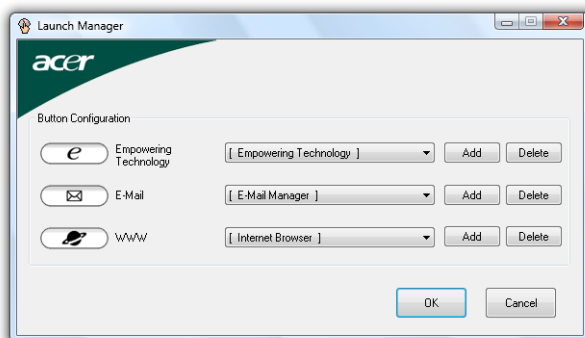 Launch Manager
acer
Button Configuration
e
Empowering
Technology
[ Empowering Technology ]
Add
Delete
E-Mail
[ E-Mail Manager ]
Add
Delete
WWW
[ Internet Browser ]
Add
Delete
OK
Cancel